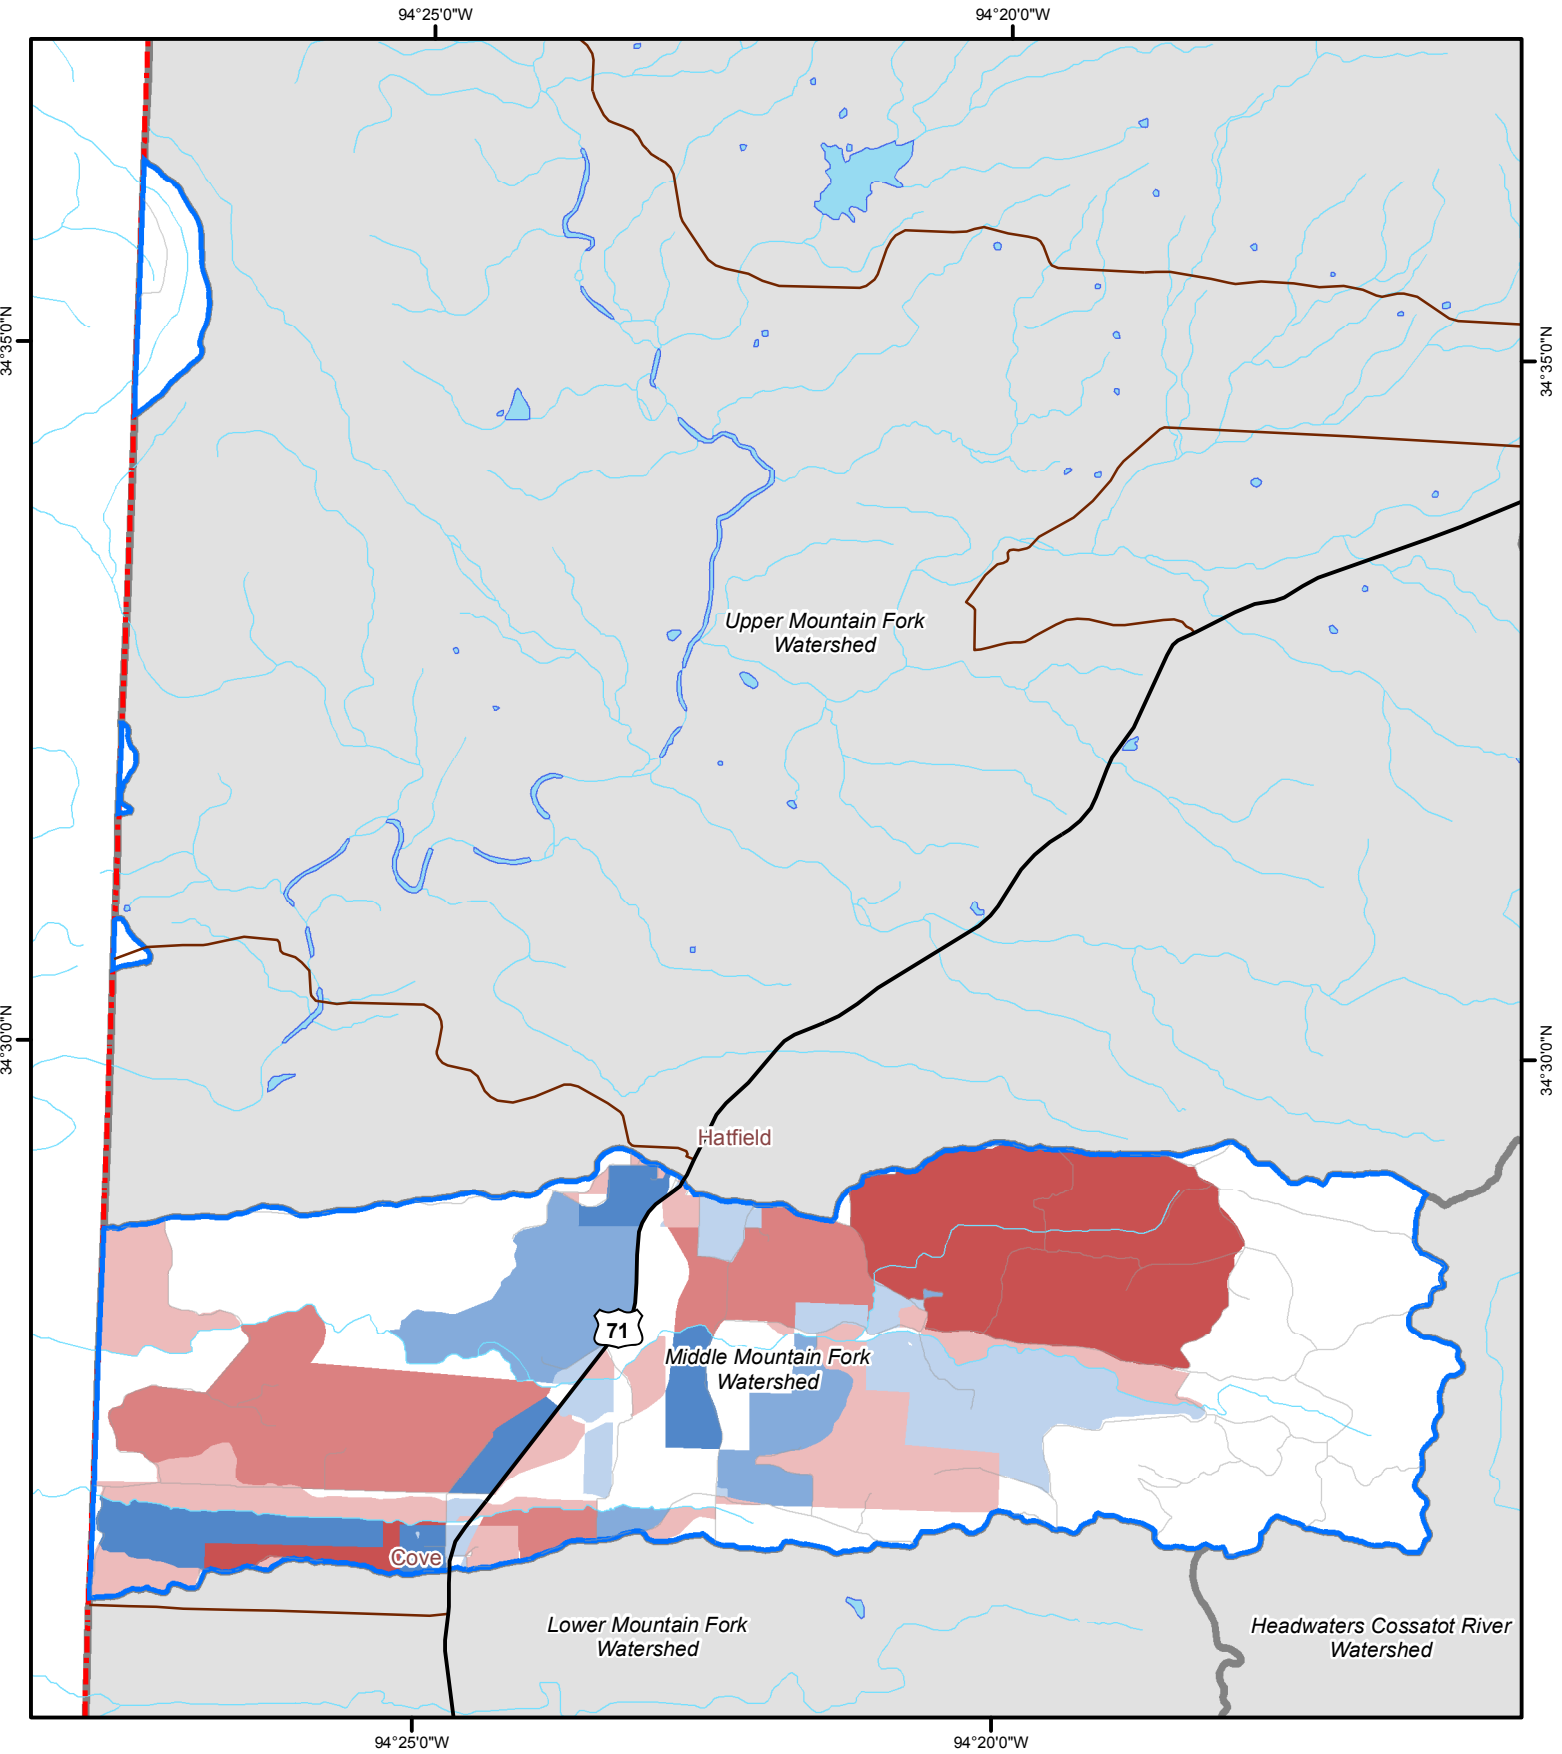 94°25'0"W
94°20'0"W
34°35'0"N
34°35'0"N
Upper Mountain Fork
Watershed
34°30'0"N
34°30'0"N
Hatfield
71
Middle Mountain Fork
Watershed
Cove
Lower Mountain Fork
Watershed
Headwaters Cossatot River
Watershed
94°25'0"W
94°20'0"W